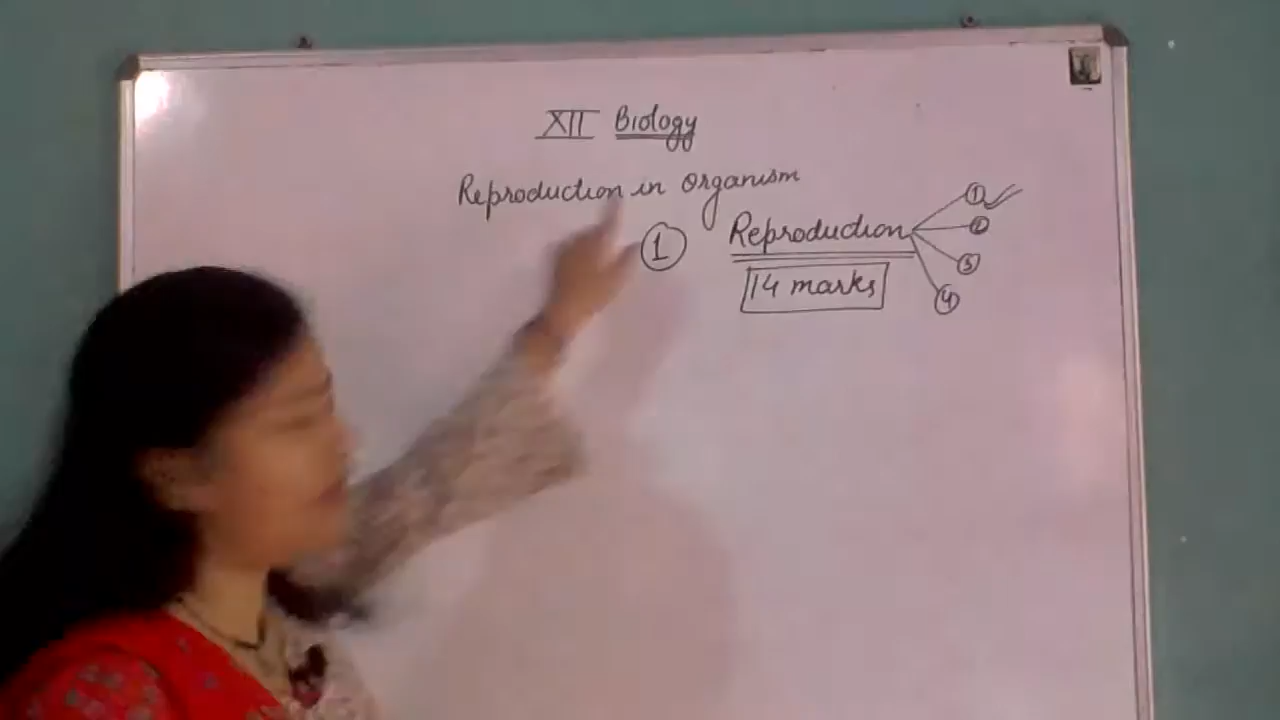 XII Biology
Reproduction in organism
① Reproduction
14 marks
①
②
③
④